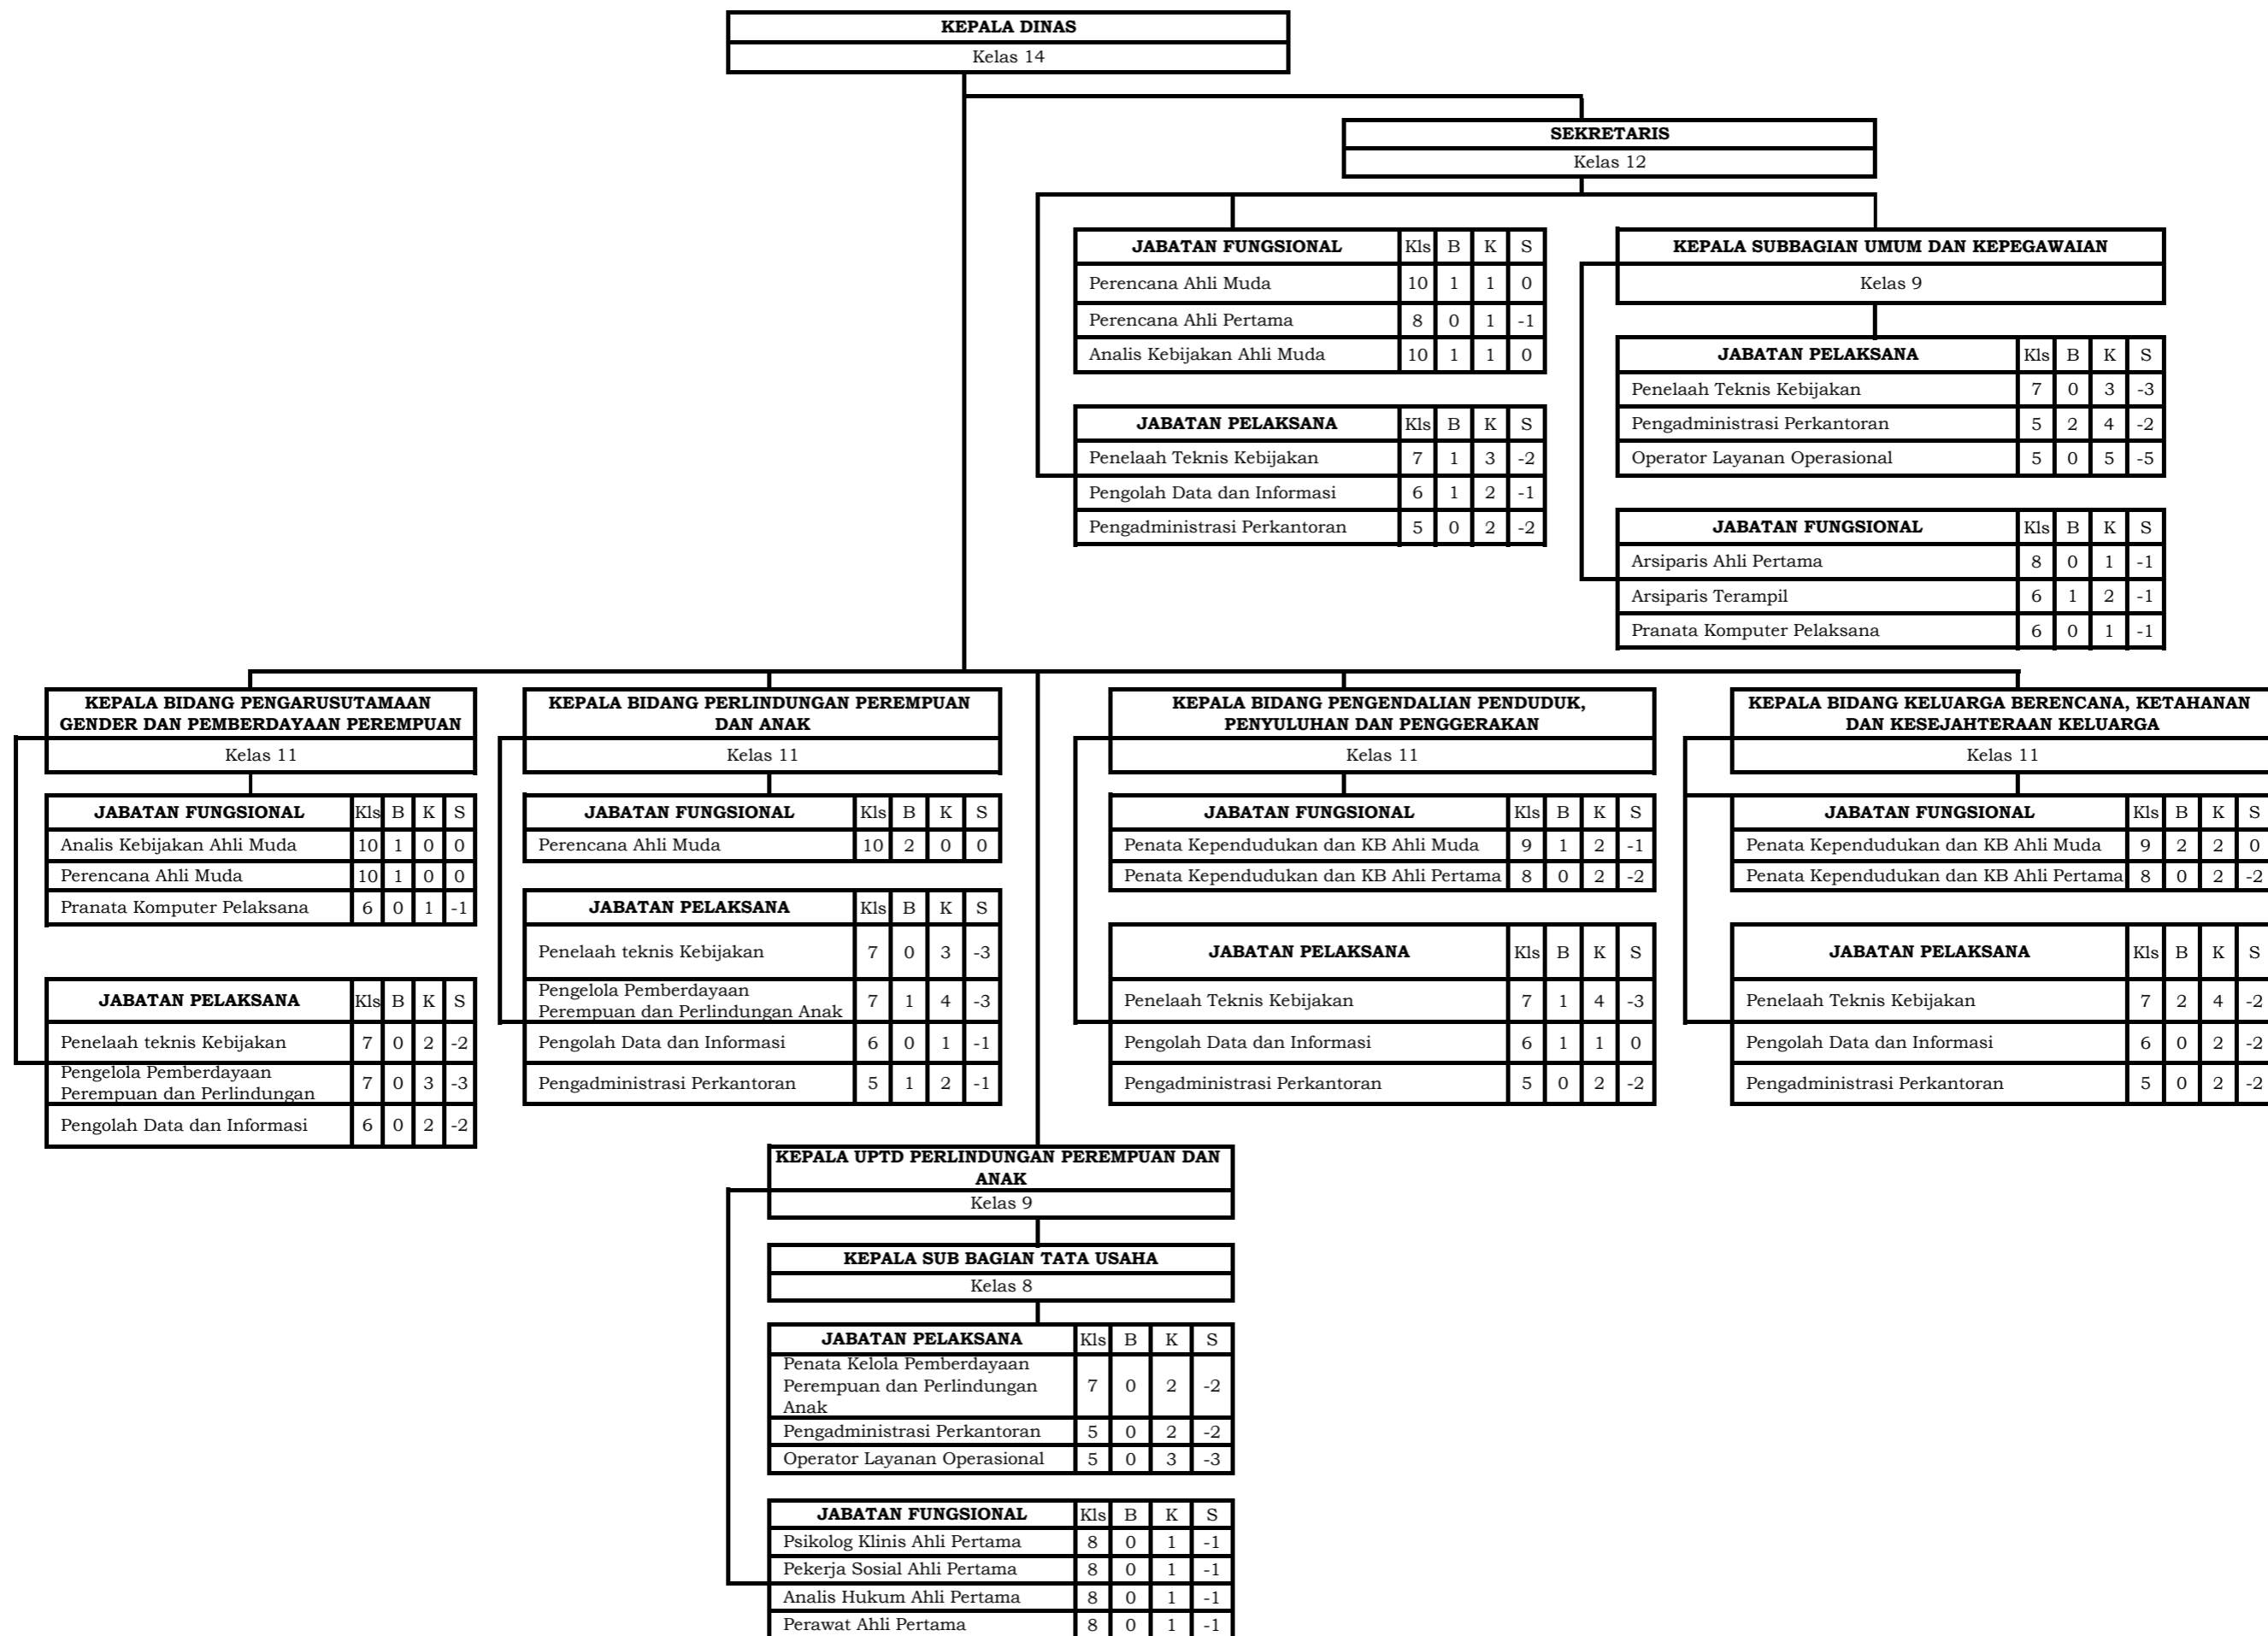 KEPALA DINAS
Kelas 14
SEKRETARIS
Kelas 12
JABATAN FUNGSIONAL Kls B K S
Perencana Ahli Muda 10 1 1 0
Perencana Ahli Pertama 8 0 1 -1
Analis Kebijakan Ahli Muda 10 1 1 0
JABATAN PELAKSANA Kls B K S
Penelaah Teknis Kebijakan 7 1 3 -2
Pengolah Data dan Informasi 6 1 2 -1
Pengadministrasi Perkantoran 5 0 2 -2
KEPALA SUBBAGIAN UMUM DAN KEPEGAWAIAN
Kelas 9
JABATAN PELAKSANA Kls B K S
Penelaah Teknis Kebijakan 7 0 3 -3
Pengadministrasi Perkantoran 5 2 4 -2
Operator Layanan Operasional 5 0 5 -5
JABATAN FUNGSIONAL Kls B K S
Arsiparis Ahli Pertama 8 0 1 -1
Arsiparis Terampil 6 1 2 -1
Pranata Komputer Pelaksana 6 0 1 -1
KEPALA BIDANG PENGARUSUTAMAAN
GENDER DAN PEMBERDAYAAN PEREMPUAN
Kelas 11
JABATAN FUNGSIONAL Kls B K S
Analis Kebijakan Ahli Muda 10 1 0 0
Perencana Ahli Muda 10 1 0 0
Pranata Komputer Pelaksana 6 0 1 -1
JABATAN PELAKSANA Kls B K S
Penelaah teknis Kebijakan 7 0 2 -2
Pengelola Pemberdayaan
Perempuan dan Perlindungan 7 0 3 -3
Pengolah Data dan Informasi 6 0 2 -2
KEPALA BIDANG PERLINDUNGAN PEREMPUAN
DAN ANAK
Kelas 11
JABATAN FUNGSIONAL Kls B K S
Perencana Ahli Muda 10 2 0 0
JABATAN PELAKSANA Kls B K S
Penelaah teknis Kebijakan 7 0 3 -3
Pengelola Pemberdayaan
Perempuan dan Perlindungan Anak 7 1 4 -3
Pengolah Data dan Informasi 6 0 1 -1
Pengadministrasi Perkantoran 5 1 2 -1
KEPALA BIDANG PENGENDALIAN PENDUDUK,
PENYULUHAN DAN PENGGERAKAN
Kelas 11
JABATAN FUNGSIONAL Kls B K S
Penata Kependudukan dan KB Ahli Muda 9 1 2 -1
Penata Kependudukan dan KB Ahli Pertama 8 0 2 -2
JABATAN PELAKSANA Kls B K S
Penelaah Teknis Kebijakan 7 1 4 -3
Pengolah Data dan Informasi 6 1 1 0
Pengadministrasi Perkantoran 5 0 2 -2
KEPALA BIDANG KELUARGA BERENCANA, KETAHANAN
DAN KESEJAHTERAAN KELUARGA
Kelas 11
JABATAN FUNGSIONAL Kls B K S
Penata Kependudukan dan KB Ahli Muda 9 2 2 0
Penata Kependudukan dan KB Ahli Pertama 8 0 2 -2
JABATAN PELAKSANA Kls B K S
Penelaah Teknis Kebijakan 7 2 4 -2
Pengolah Data dan Informasi 6 0 2 -2
Pengadministrasi Perkantoran 5 0 2 -2
KEPALA UPTD PERLINDUNGAN PEREMPUAN DAN
ANAK
Kelas 9
KEPALA SUB BAGIAN TATA USAHA
Kelas 8
JABATAN PELAKSANA Kls B K S
Penata Kelola Pemberdayaan
Perempuan dan Perlindungan 7 0 2 -2
Anak
Pengadministrasi Perkantoran 5 0 2 -2
Operator Layanan Operasional 5 0 3 -3
JABATAN FUNGSIONAL Kls B K S
Psikolog Klinis Ahli Pertama 8 0 1 -1
Pekerja Sosial Ahli Pertama 8 0 1 -1
Analis Hukum Ahli Pertama 8 0 1 -1
Perawat Ahli Pertama 8 0 1 -1